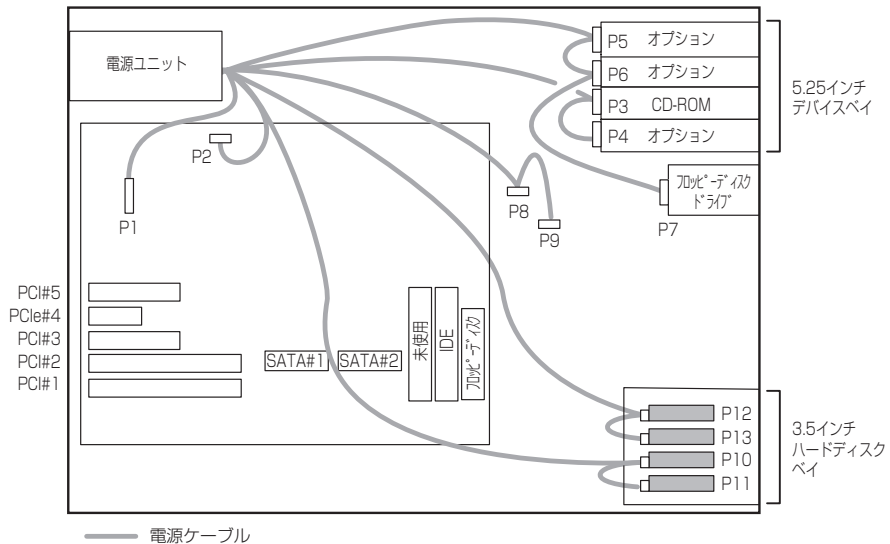 電源ユニット
P5 オプション
P6 オプション
P3 CD-ROM
P4 オプション
5.25インチ
デバイスベイ
フロッピーディスク
ドライブ
P7
P2
P1
P8
P9
PCI#5
PCIe#4
PCI#3
PCI#2
PCI#1
SATA#1
SATA#2
未使用
IDE
フロッピーディスク
P12
P13
P10
P11
3.5インチ
ハードディスク
ベイ
電源ケーブル